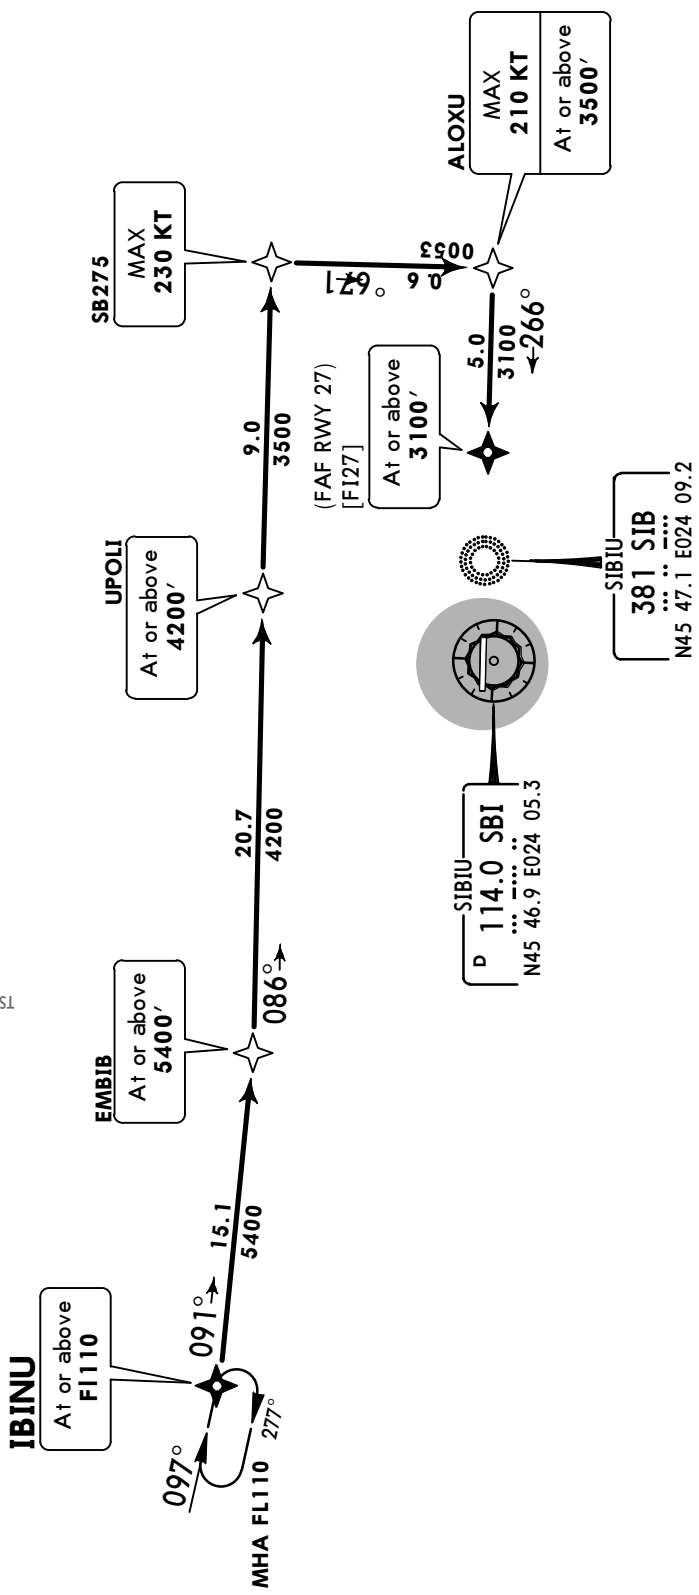 IBINU
At or above
Fl110
097°
091°
277°
MHA FL110
15.1
5400
EMBIB
At or above
5400'
086°
20.7
4200
UPOLI
At or above
4200'
9.0
3500
SB275
MAX
230 KT
179°
9.0
3500
ALOXU
MAX
210 KT
At or above
3500'
5.0
3100
266°
(FAF RWY 27)
[FI27]
At or above
3100'
SIBIU
D 114.0 SBI
N45 46.9 E024 05.3
SIBIU
381 SIB
N45 47.1 E024 09.2